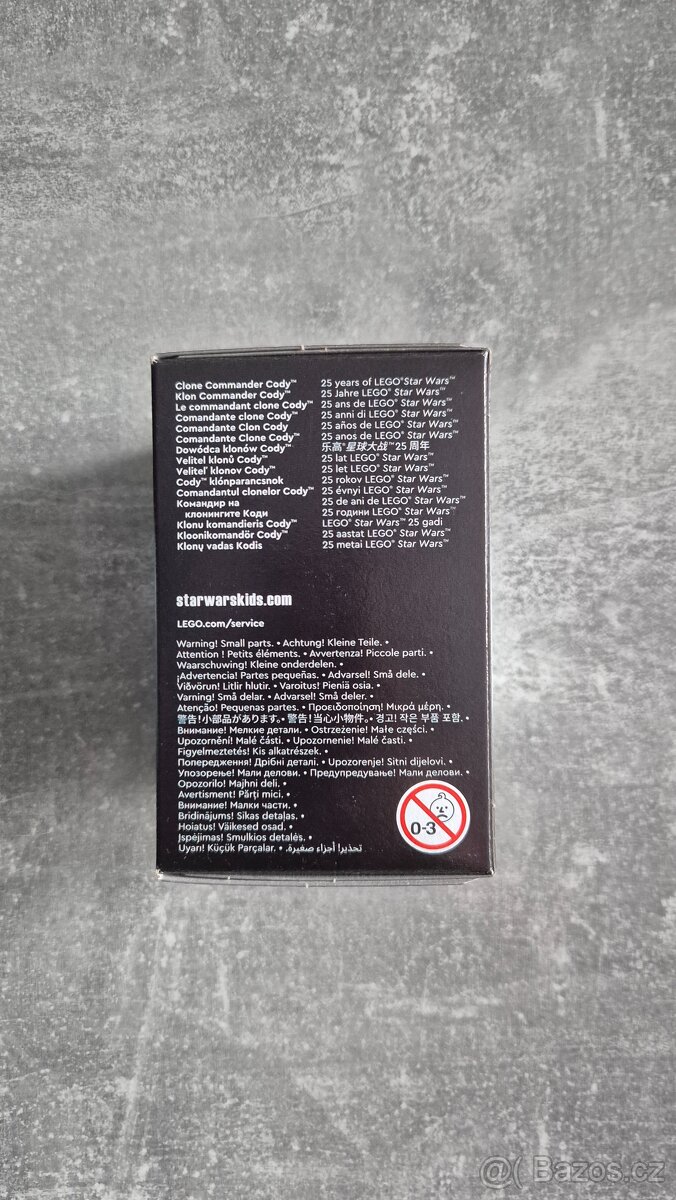 Clone Commander Cody™
Klon Commander Cody™
Le commandant clone Cody™
Comandante clone Cody™
Comandante Clon Cody
Comandante Clone Cody™
Dowódca klonów Cody™
Velitel klonů Cody™
Veliteľ klonov Cody™
Cody™ klónparancsnok
Comandantul clonelor Cody™
Командир на
клонингите Коди
Klonu komandieris Cody™
Kloonikomandör Cody™
Klonų vadas Kodis
25 years of LEGO® Star Wars™
25 Jahre LEGO® Star Wars™
25 ans de LEGO® Star Wars™
25 anni di LEGO® Star Wars™
25 años de LEGO® Star Wars™
25 anos de LEGO® Star Wars™
乐高®星球大战™25 周年
25 lat LEGO® Star Wars™
25 let LEGO® Star Wars™
25 rokov LEGO® Star Wars™
25 évnyi LEGO® Star Wars™
25 de ani de LEGO® Star Wars™
25 години LEGO® Star Wars™
LEGO® Star Wars™ 25 gadi
25 aastat LEGO® Star Wars™
25 metai LEGO® Star Wars™
starwarskids.com
LEGO.com/service
Warning! Small parts. • Achtung! Kleine Teile. •
Attention ! Petits éléments. • Avvertenza! Piccole parti. •
Waarschuwing! Kleine onderdelen. •
¡Advertencia! Partes pequeñas. • Advarsel! Små dele. •
Viðvörun! Litlir hlutir. • Varoitus! Pieniä osia. •
Varning! Små delar. • Advarsel! Små deler. •
Atenção! Pequenas partes. • Προειδοποίηση! Μικρά μέρη. •
警告!小部品があります。• 警告!当心小物件。• 경고! 작은 부품 포함. •
Внимание! Мелкие детали. • Ostrzeżenie! Małe części. •
Upozornění! Malé části. • Upozornenie! Malé časti. •
Figyelmeztetés! Kis alkatrészek. •
Попередження! Дрібні деталі. • Upozorenje! Sitni dijelovi. •
Упозорење! Мали делови. • Предупредување! Мали делови. •
Opozorilo! Majhni deli. •
Avertisment! Părți mici. •
Внимание! Малки части. •
Brīdinājums! Sīkas detaļas. •
Hoiatus! Väikesed osad. •
Įspėjimas! Smulkios detalės. •
Uyarı! Küçük Parçalar. • تحذير! أجزاء صغيرة.
0-3
@( Bazos.cz